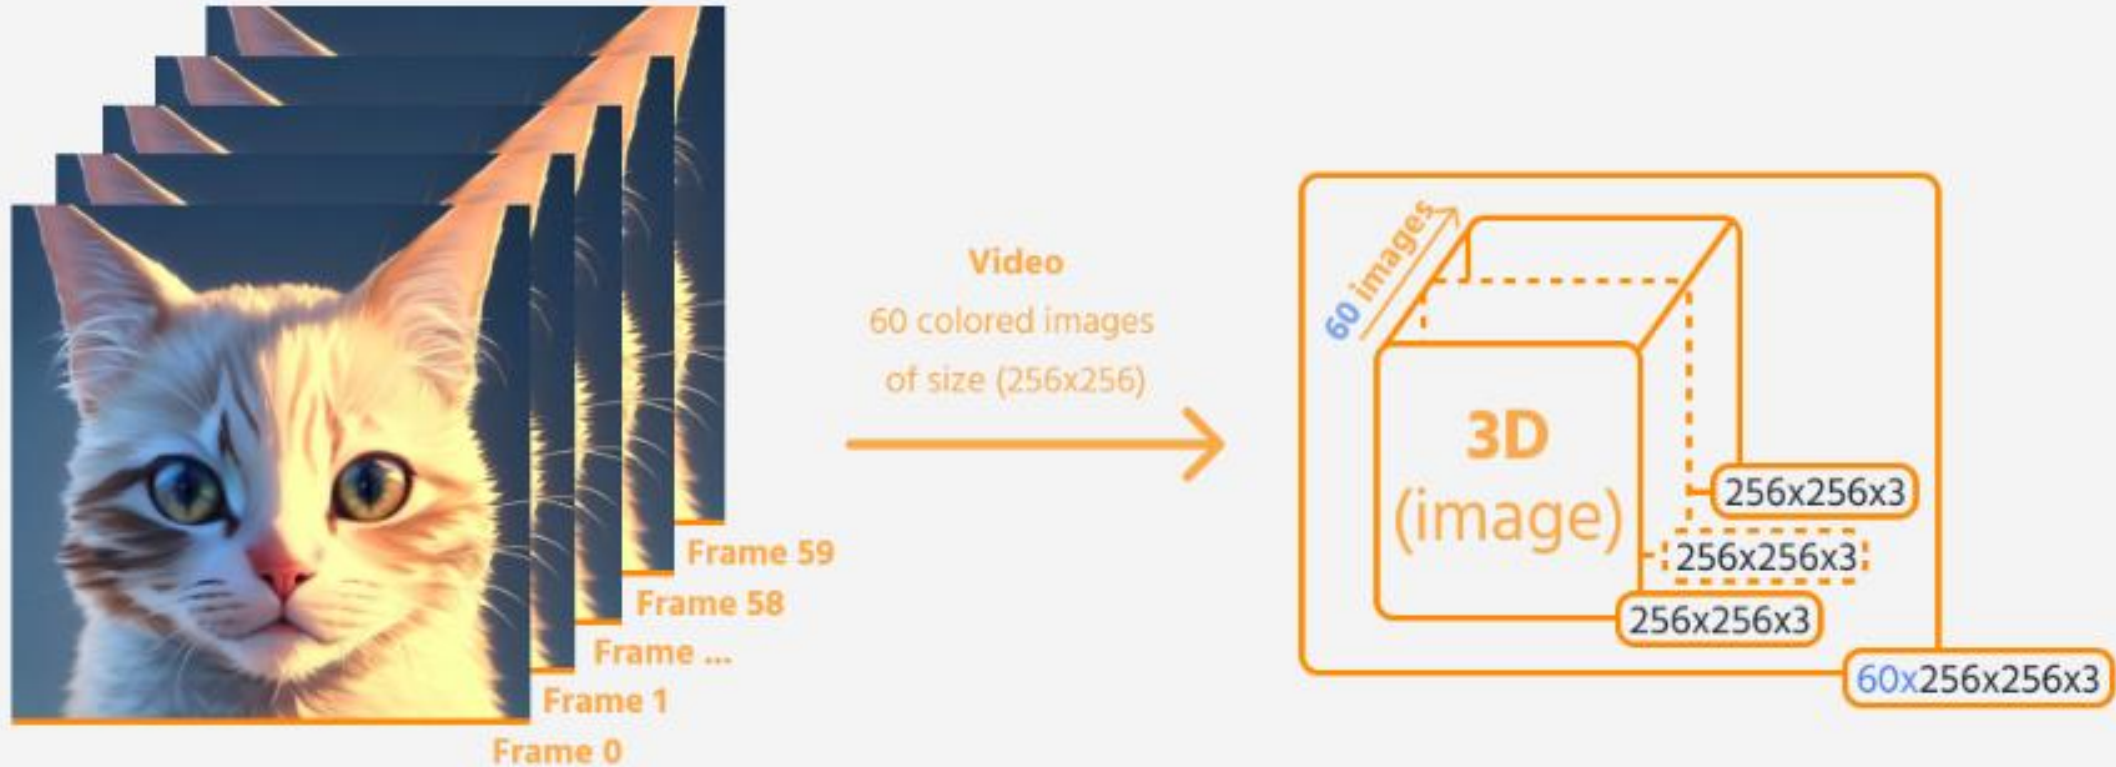 Frame 59
Frame 58
Frame ...
Frame 1
Frame 0
Video
60 colored images
of size (256x256)
60 images
3D
(image)
256x256x3
256x256x3
256x256x3
60x256x256x3